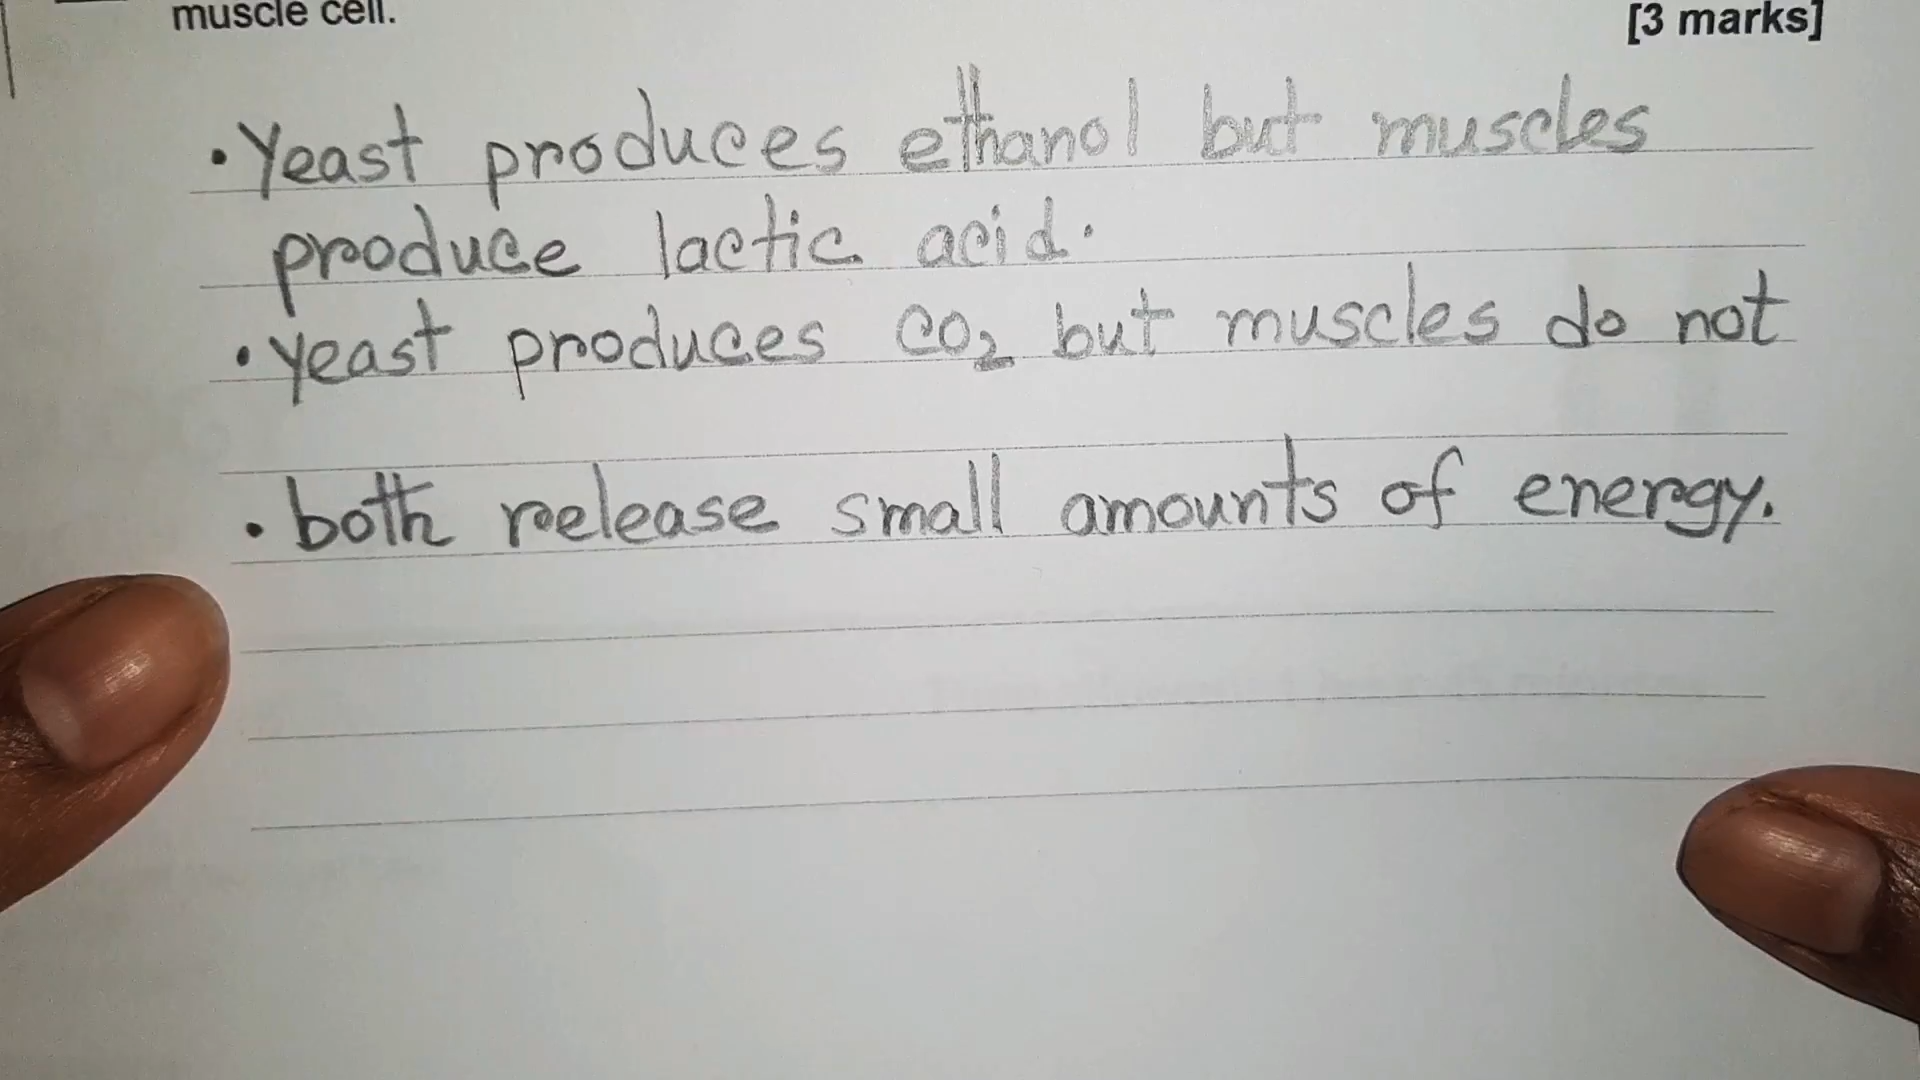 muscle cell.
[3 marks]
• Yeast produces ethanol but muscles
produce lactic acid.
• yeast produces CO₂ but muscles do not
• both release small amounts of energy.